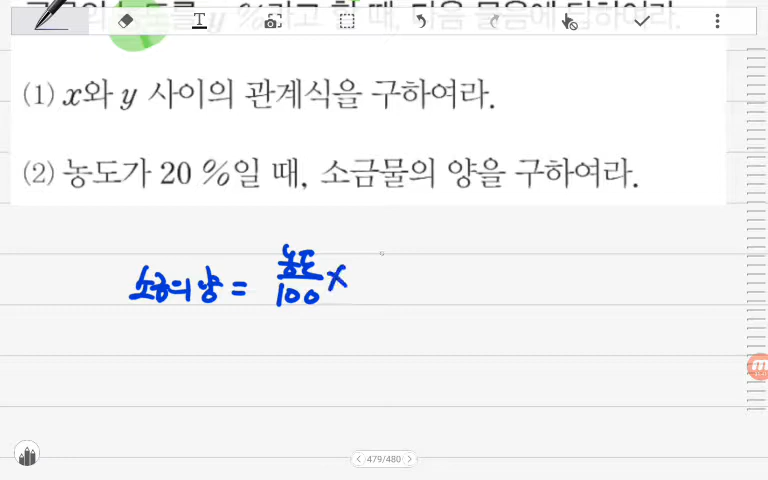 (1) x와 y 사이의 관계식을 구하여라.
(2) 농도가 20 %일 때, 소금물의 양을 구하여라.
소금의 양 = 농도/100 ×
479/480